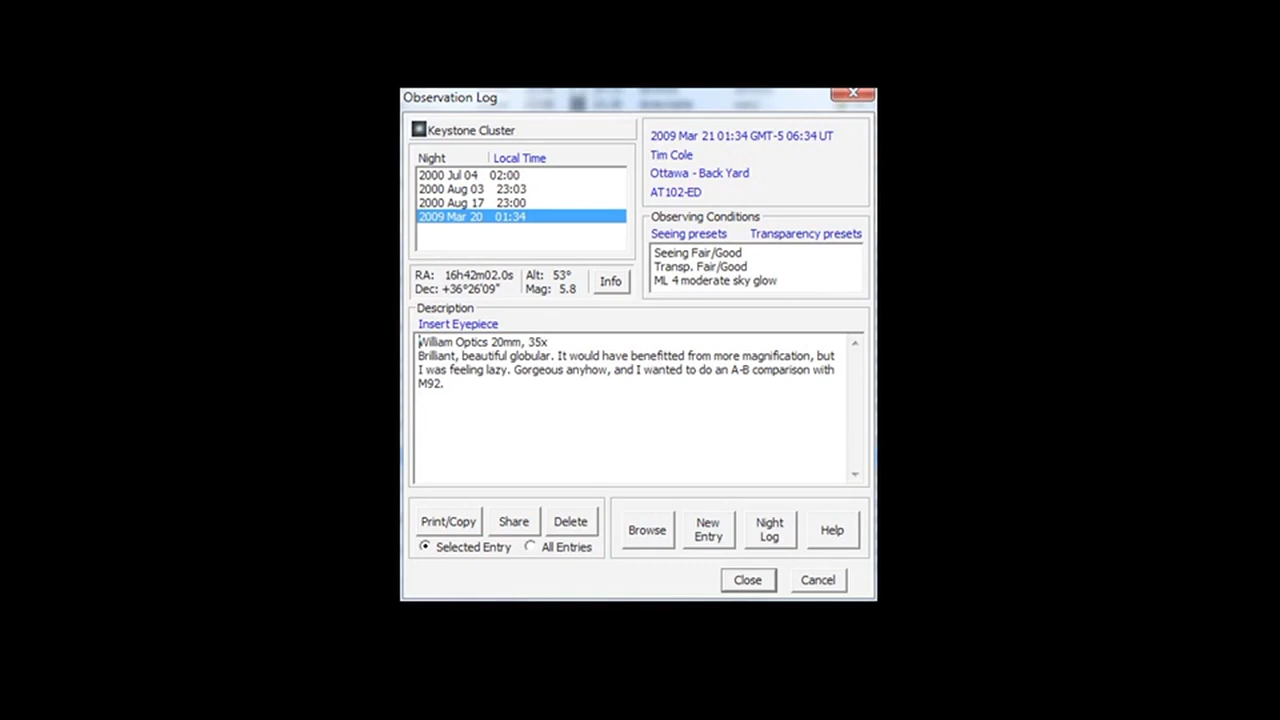 Observation Log
Keystone Cluster
Night Local Time
2000 Jul 04 02:00
2000 Aug 03 23:03
2000 Aug 17 23:00
2009 Mar 20 01:34
RA: 16h42m02.0s Alt: 53°
Dec: +36°26'09" Mag: 5.8
Info
2009 Mar 21 01:34 GMT-5 06:34 UT
Tim Cole
Ottawa - Back Yard
AT102-ED
Observing Conditions
Seeing presets Transparency presets
Seeing Fair/Good
Transp. Fair/Good
ML 4 moderate sky glow
Description
Insert Eyepiece
William Optics 20mm, 35x
Brilliant, beautiful globular. It would have benefitted from more magnification, but
I was feeling lazy. Gorgeous anyhow, and I wanted to do an A-B comparison with
M92.
Print/Copy Share Delete
Selected Entry All Entries
Browse
New
Entry
Night
Log
Help
Close Cancel